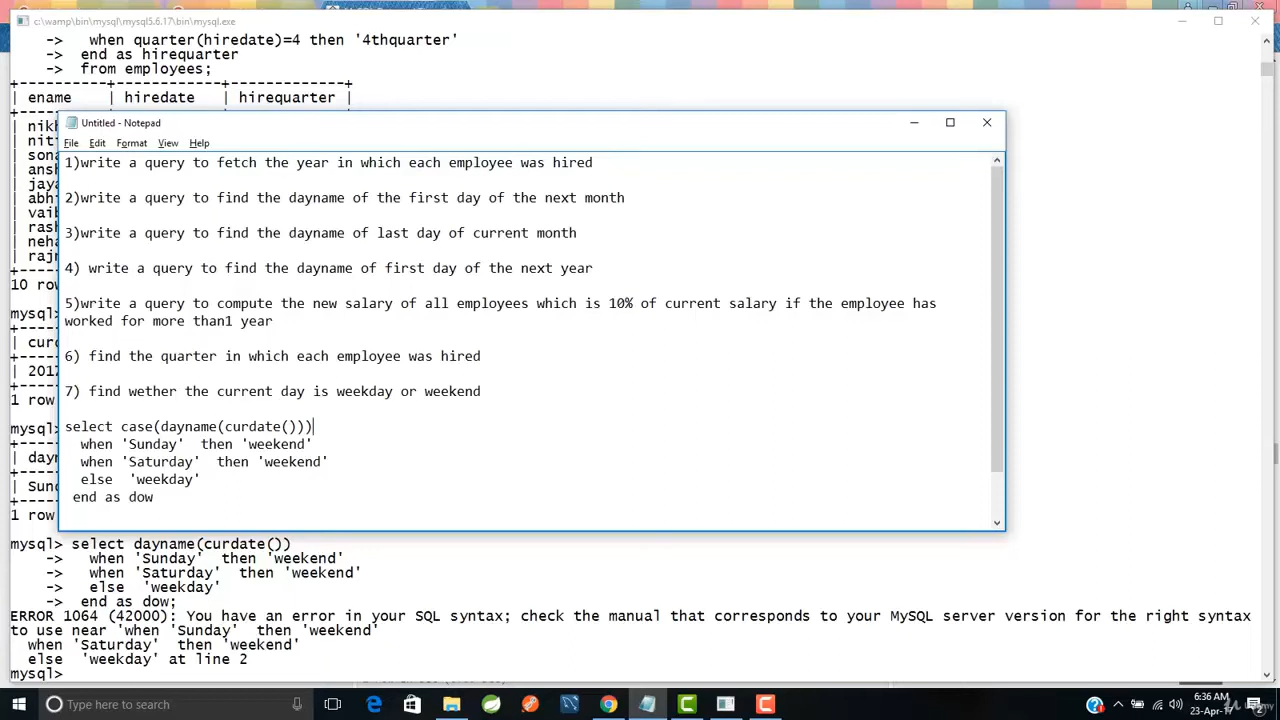 c:\wamp\bin\mysql\mysql5.6.17\bin\mysql.exe
-> when quarter(hiredate)=4 then '4thquarter'
-> end as hirequarter
-> from employees;
+----------+------------+-------------+
| ename | hiredate | hirequarter |
Untitled - Notepad
File Edit Format View Help
1)write a query to fetch the year in which each employee was hired
2)write a query to find the dayname of the first day of the next month
3)write a query to find the dayname of last day of current month
4) write a query to find the dayname of first day of the next year
5)write a query to compute the new salary of all employees which is 10% of current salary if the employee has
worked for more than1 year
6) find the quarter in which each employee was hired
7) find wether the current day is weekday or weekend
select case(dayname(curdate()))
when 'Sunday' then 'weekend'
when 'Saturday' then 'weekend'
else 'weekday'
end as dow
10 row
mysql>
| cur
| 2017
1 row
mysql>
| day
| Sun
1 row
mysql> select dayname(curdate())
-> when 'Sunday' then 'weekend'
-> when 'Saturday' then 'weekend'
-> else 'weekday'
-> end as dow;
ERROR 1064 (42000): You have an error in your SQL syntax; check the manual that corresponds to your MySQL server version for the right syntax
to use near 'when 'Sunday' then 'weekend'
when 'Saturday' then 'weekend'
else 'weekday' at line 2
mysql>
Type here to search
6:36 AM
23-Apr-17